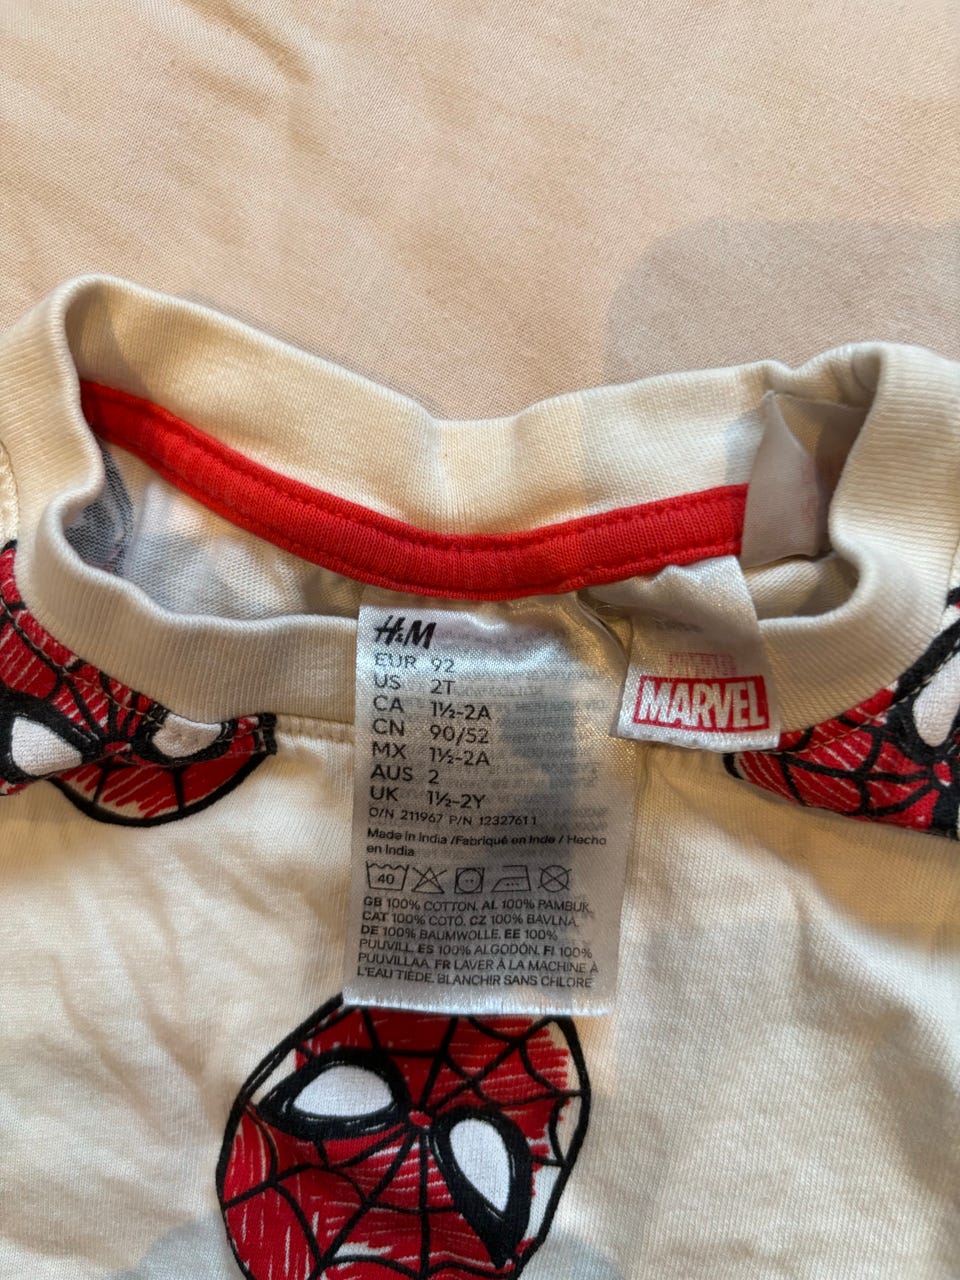 H&M
EUR 92
US 2T
CA 1½-2A
CN 90/52
MX 1½-2A
AUS 2
UK 1½-2Y
O/N 211967 P/N 12327611
Made in India /Fabriqué en Inde / Hecho
en India
40
GB 100% COTTON. AL 100% PAMBUK,
CAT 100% COTÓ. CZ 100% BAVLNA,
DE 100% BAUMWOLLE. EE 100%
PUUVILL. ES 100% ALGODÓN. FI 100%
PUUVILLAA. FR LAVER À LA MACHINE À
L'EAU TIÈDE. BLANCHIR SANS CHLORE
MARVEL